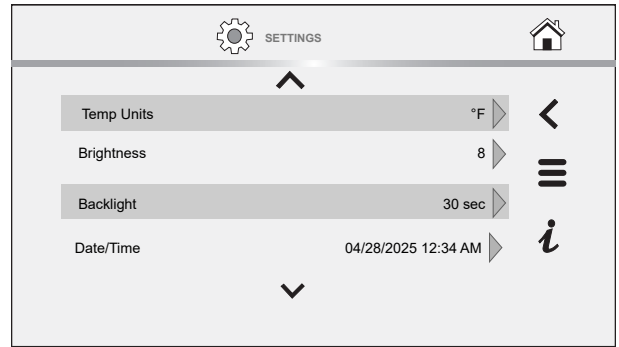 SETTINGS
Temp Units °F
Brightness 8
Backlight 30 sec
Date/Time 04/28/2025 12:34 AM
i